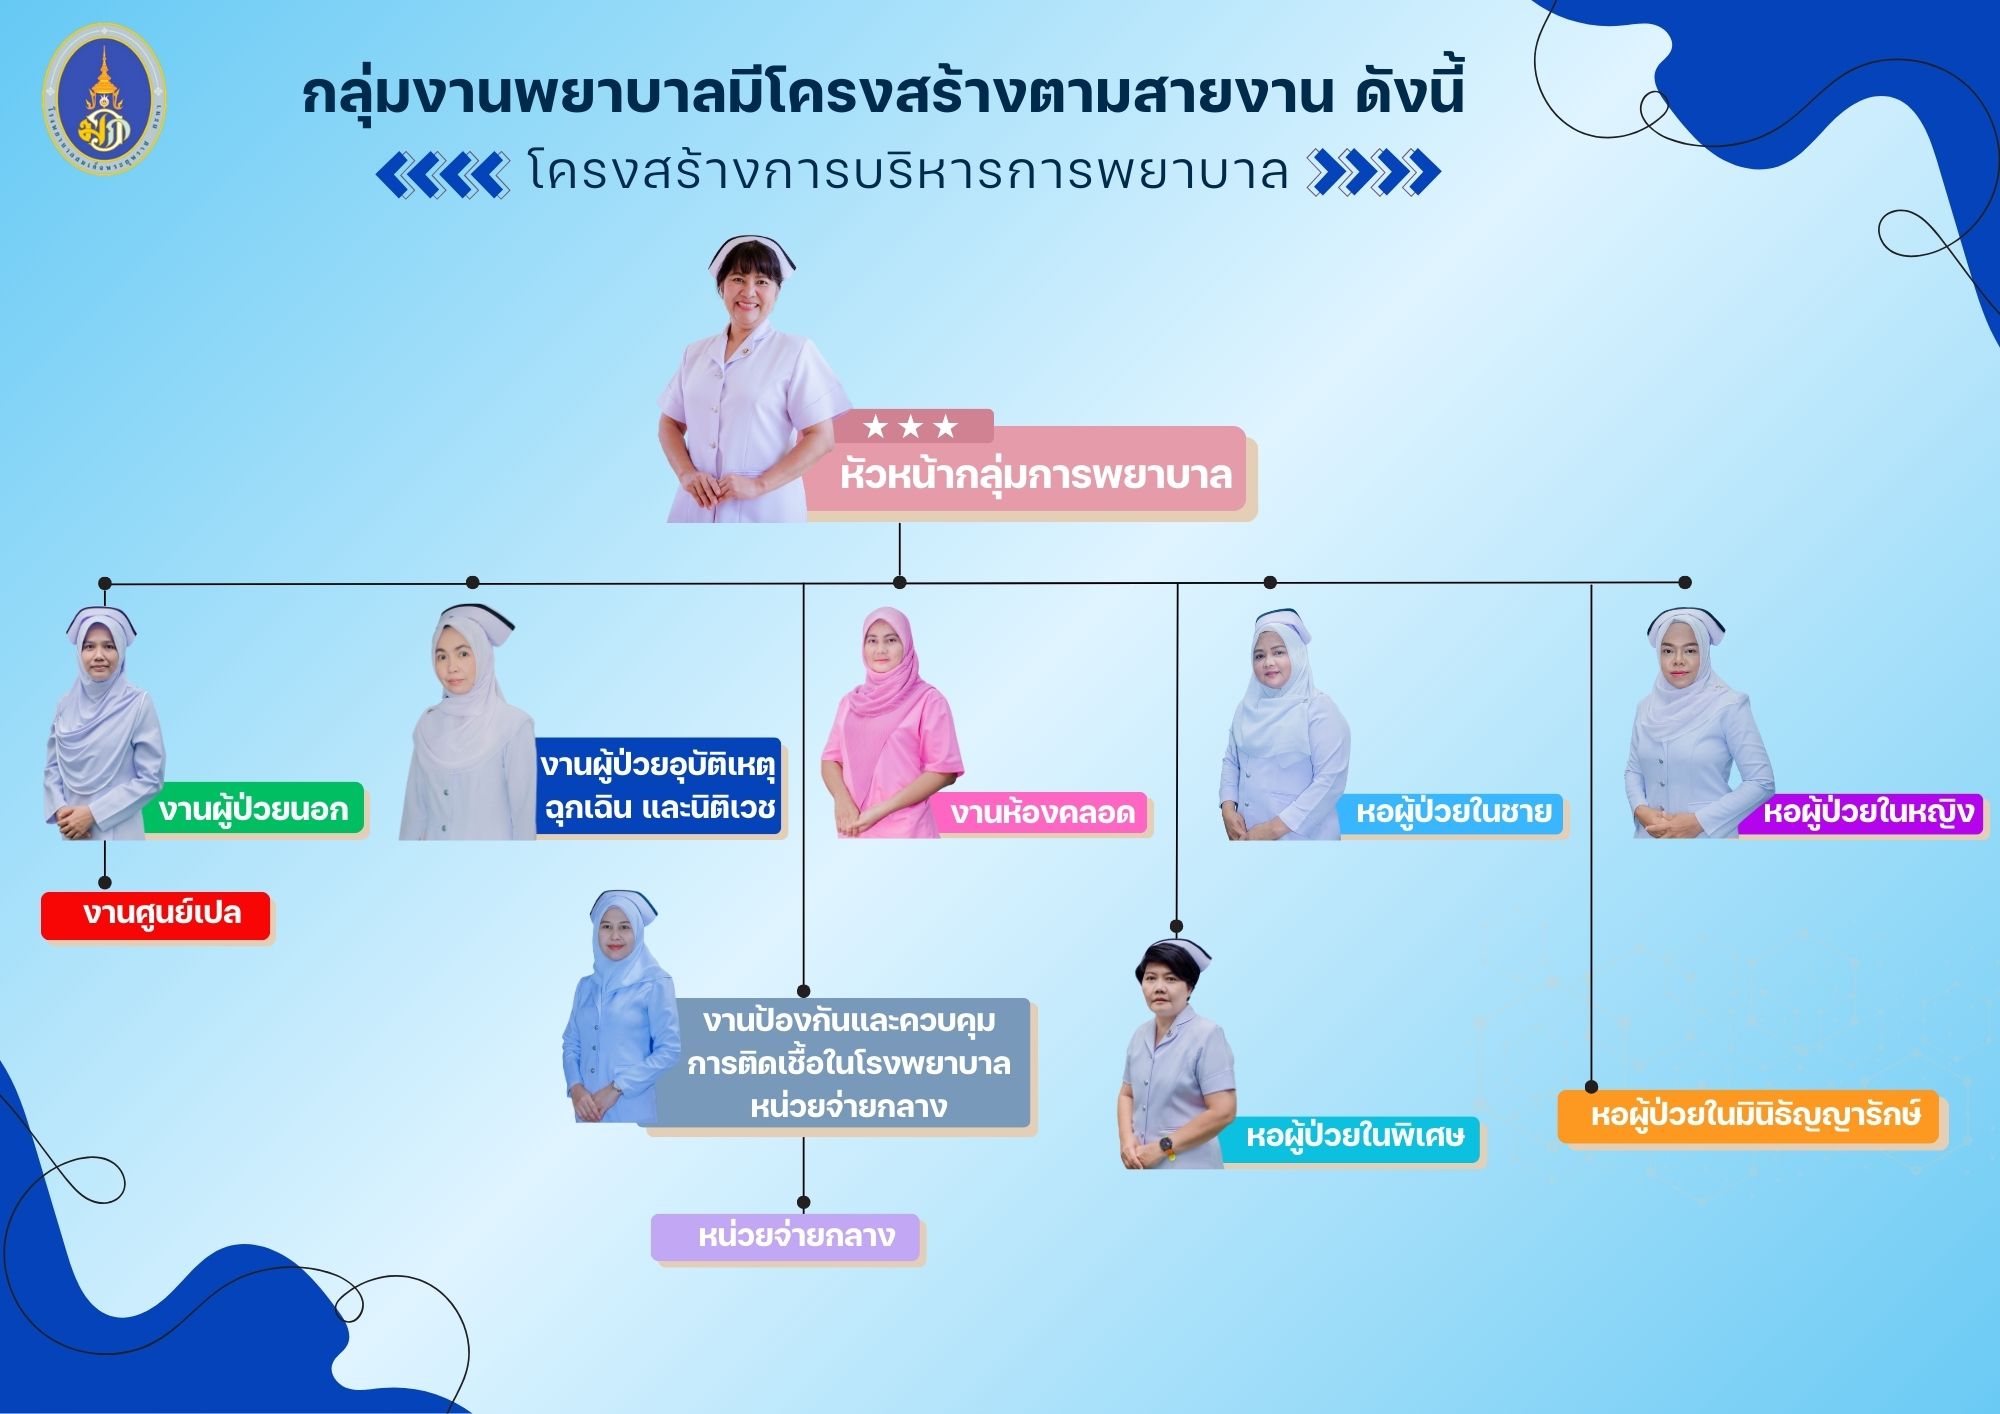 กลุ่มงานพยาบาลมีโครงสร้างตามสายงาน ดังนี้
โครงสร้างการบริหารการพยาบาล
หัวหน้ากลุ่มการพยาบาล
งานผู้ป่วยนอก
งานผู้ป่วยอุบัติเหตุ
ฉุกเฉิน และนิติเวช
งานห้องคลอด
หอผู้ป่วยในชาย
หอผู้ป่วยในหญิง
งานศูนย์เปล
งานป้องกันและควบคุม
การติดเชื้อในโรงพยาบาล
หน่วยจ่ายกลาง
หอผู้ป่วยในพิเศษ
หอผู้ป่วยในมินิธัญญารักษ์
หน่วยจ่ายกลาง